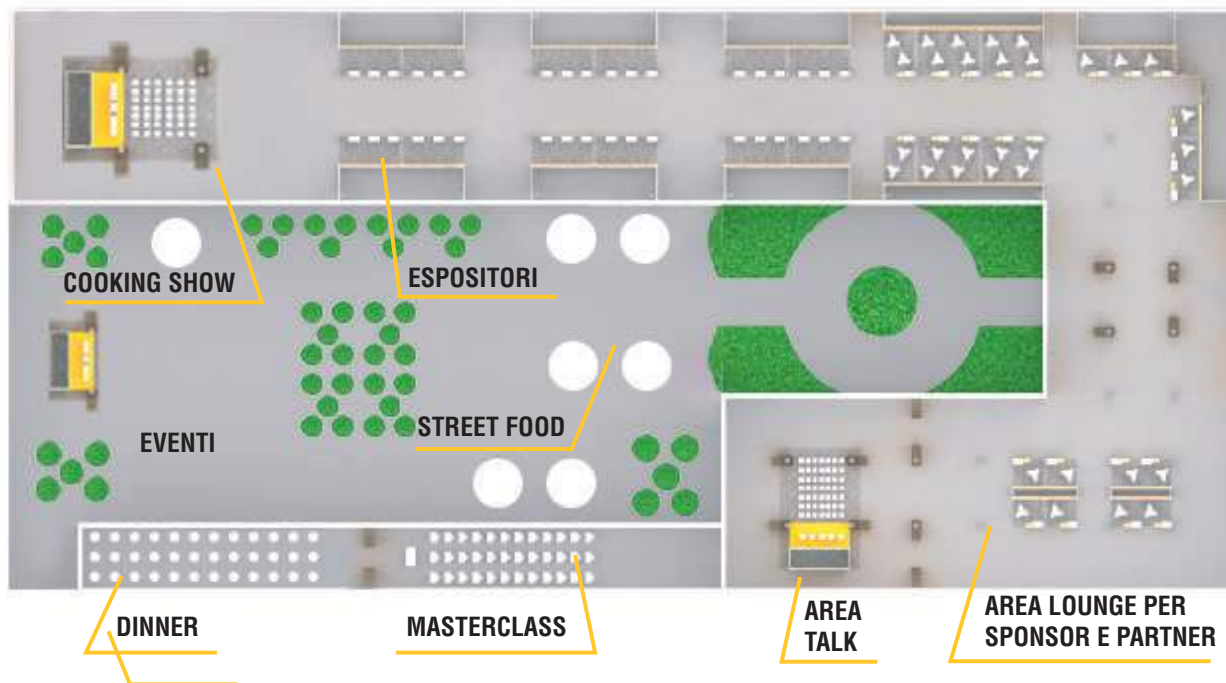 COOKING SHOW
ESPOSITORI
EVENTI
STREET FOOD
DINNER
MASTERCLASS
AREA
TALK
AREA LOUNGE PER
SPONSOR E PARTNER